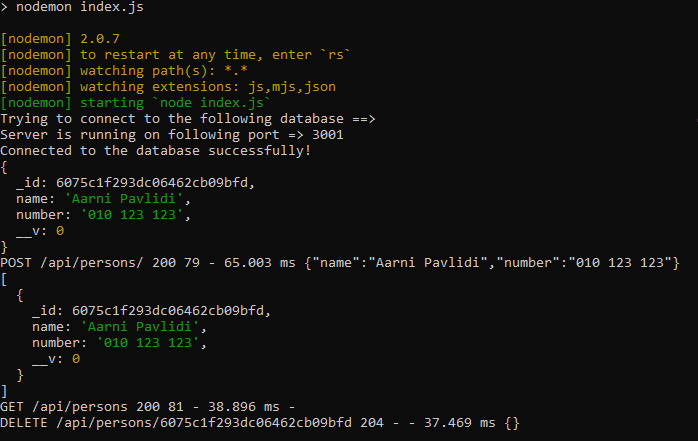 > nodemon index.js
[nodemon] 2.0.7
[nodemon] to restart at any time, enter `rs`
[nodemon] watching path(s): *.*
[nodemon] watching extensions: js,mjs,json
[nodemon] starting `node index.js`
Trying to connect to the following database ==>
Server is running on following port => 3001
Connected to the database successfully!
{
  _id: 6075c1f293dc06462cb09bfd,
  name: 'Aarni Pavlidi',
  number: '010 123 123',
  __v: 0
}
POST /api/persons/ 200 79 - 65.003 ms {"name":"Aarni Pavlidi","number":"010 123 123"}
[
  {
    _id: 6075c1f293dc06462cb09bfd,
    name: 'Aarni Pavlidi',
    number: '010 123 123',
    __v: 0
  }
]
GET /api/persons 200 81 - 38.896 ms -
DELETE /api/persons/6075c1f293dc06462cb09bfd 204 - - 37.469 ms {}